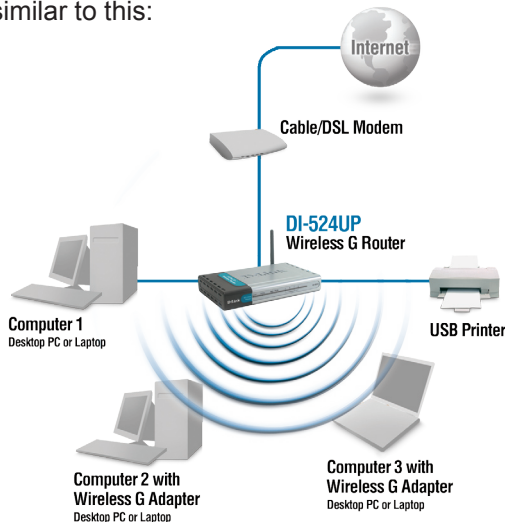 similar to this:
Internet
Cable/DSL Modem
DI-524UP
Wireless G Router
D-Link
Computer 1
Desktop PC or Laptop
USB Printer
Computer 2 with
Wireless G Adapter
Desktop PC or Laptop
Computer 3 with
Wireless G Adapter
Desktop PC or Laptop